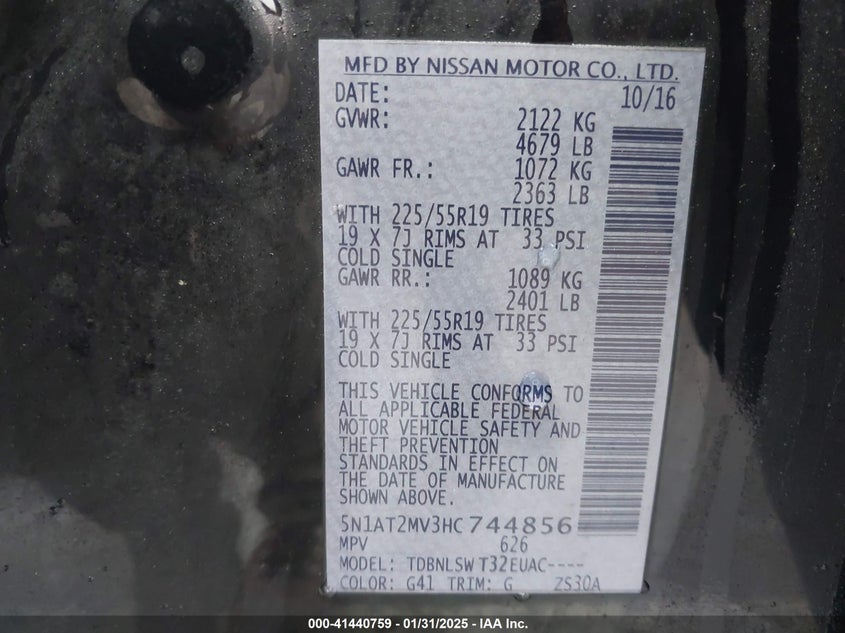 MFD BY NISSAN MOTOR CO., LTD.
DATE: 10/16
GVWR: 2122 KG
4679 LB
GAWR FR.: 1072 KG
2363 LB
WITH 225/55R19 TIRES
19 X 7J RIMS AT 33 PSI
COLD SINGLE
GAWR RR.: 1089 KG
2401 LB
WITH 225/55R19 TIRES
19 X 7J RIMS AT 33 PSI
COLD SINGLE
THIS VEHICLE CONFORMS TO
ALL APPLICABLE FEDERAL
MOTOR VEHICLE SAFETY AND
THEFT PREVENTION
STANDARDS IN EFFECT ON
THE DATE OF MANUFACTURE
SHOWN ABOVE.
5N1AT2MV3HC744856
MPV 626
MODEL: TDBNLSW T32EUAC----
COLOR: G41 TRIM: G ZS30A
000-41440759 — 01/31/2025 - IAA Inc.